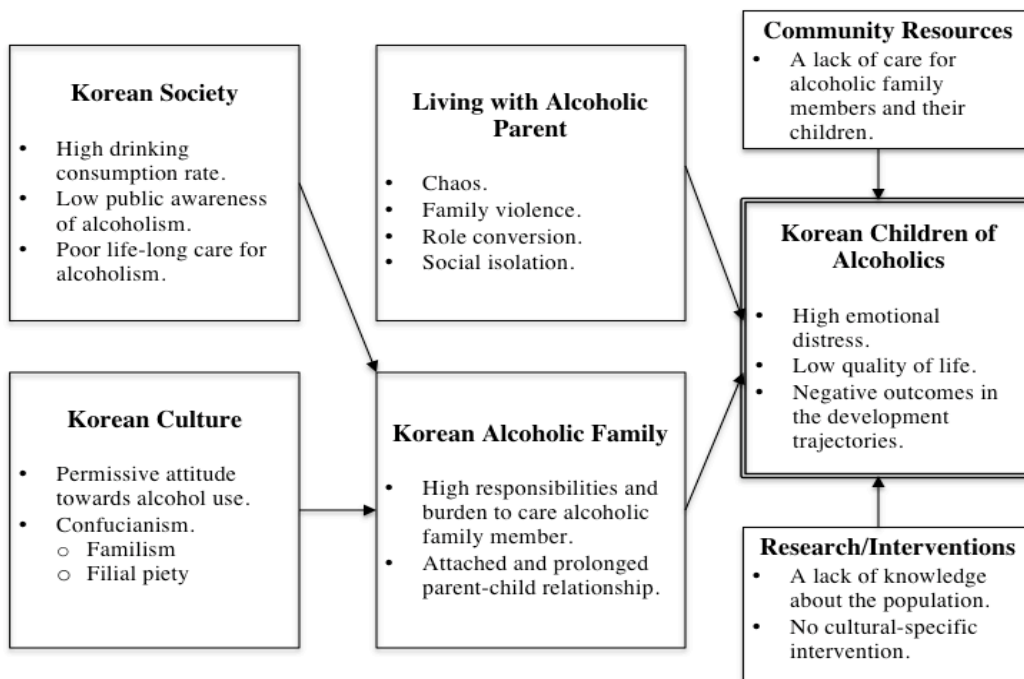 Korean Society
• High drinking
consumption rate.
• Low public awareness
of alcoholism.
• Poor life-long care for
alcoholism.
Korean Culture
• Permissive attitude
towards alcohol use.
• Confucianism.
o Familism
o Filial piety
Living with Alcoholic
Parent
• Chaos.
• Family violence.
• Role conversion.
• Social isolation.
Korean Alcoholic Family
• High responsibilities and
burden to care alcoholic
family member.
• Attached and prolonged
parent-child relationship.
Community Resources
• A lack of care for
alcoholic family
members and their
children.
Korean Children of
Alcoholics
• High emotional
distress.
• Low quality of life.
• Negative outcomes in
the development
trajectories.
Research/Interventions
• A lack of knowledge
about the population.
• No cultural-specific
intervention.